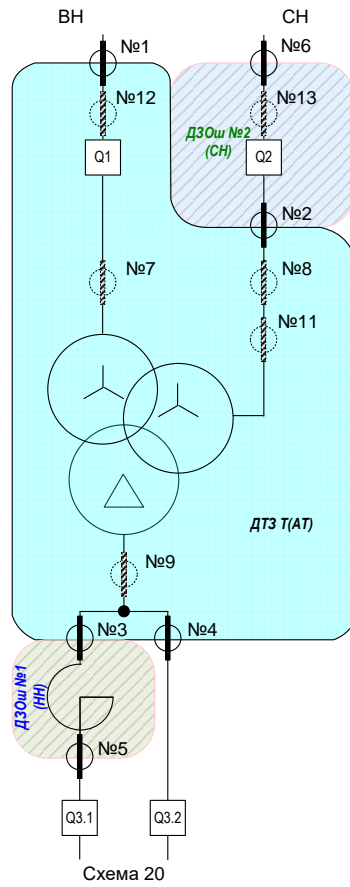 ВН
СН
№1
№6
№12
№13
ДЗОш №2
(СН)
Q1
Q2
№2
№7
№8
№11
ДТЗ Т(АТ)
№9
№3
№4
ДЗОш №1
(НН)
№5
Q3.1
Q3.2
Схема 20